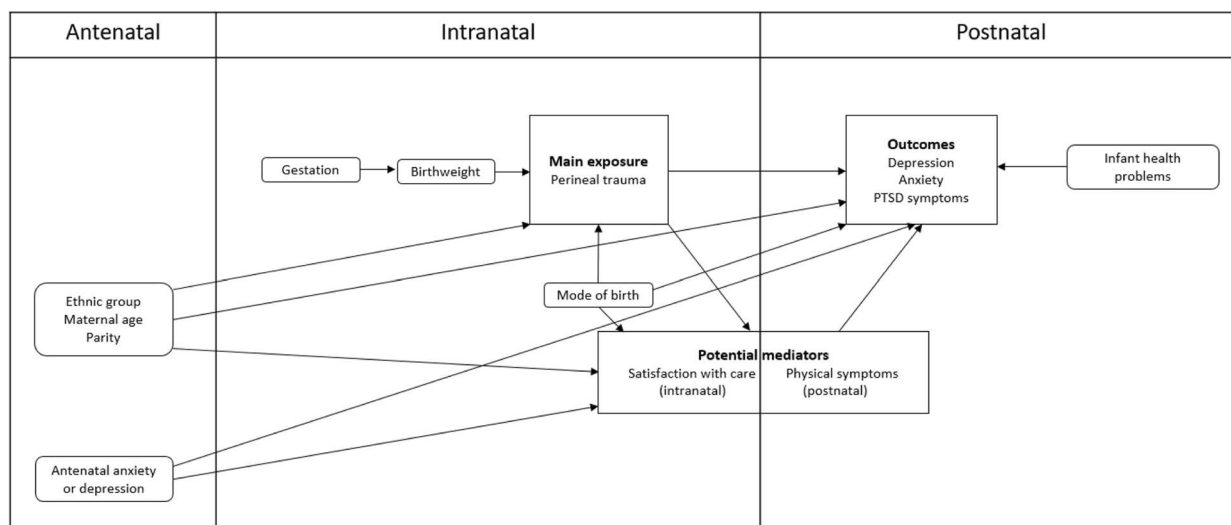 Antenatal
Intranatal
Postnatal
Main exposure
Perineal trauma
Outcomes
Depression
Anxiety
PTSD symptoms
Gestation
Birthweight
Infant health
problems
Ethnic group
Maternal age
Parity
Mode of birth
Potential mediators
Satisfaction with care
(intranatal)
Physical symptoms
(postnatal)
Antenatal anxiety
or depression